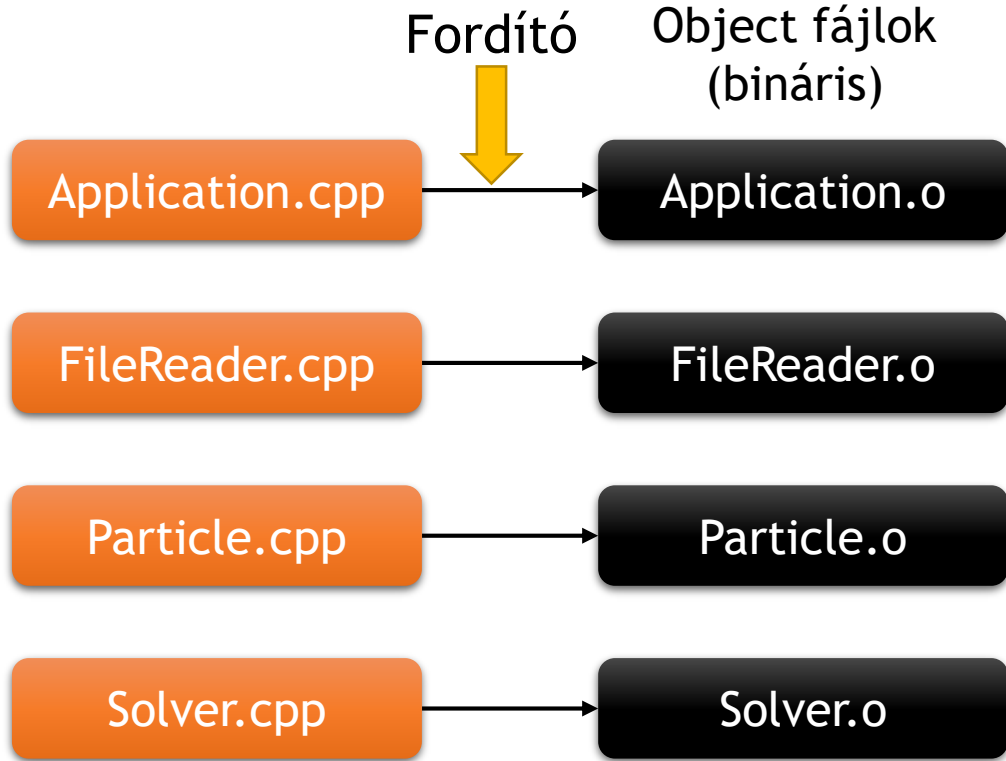 Fordító
Object fájlok
(bináris)
Application.cpp
Application.o
FileReader.cpp
FileReader.o
Particle.cpp
Particle.o
Solver.cpp
Solver.o